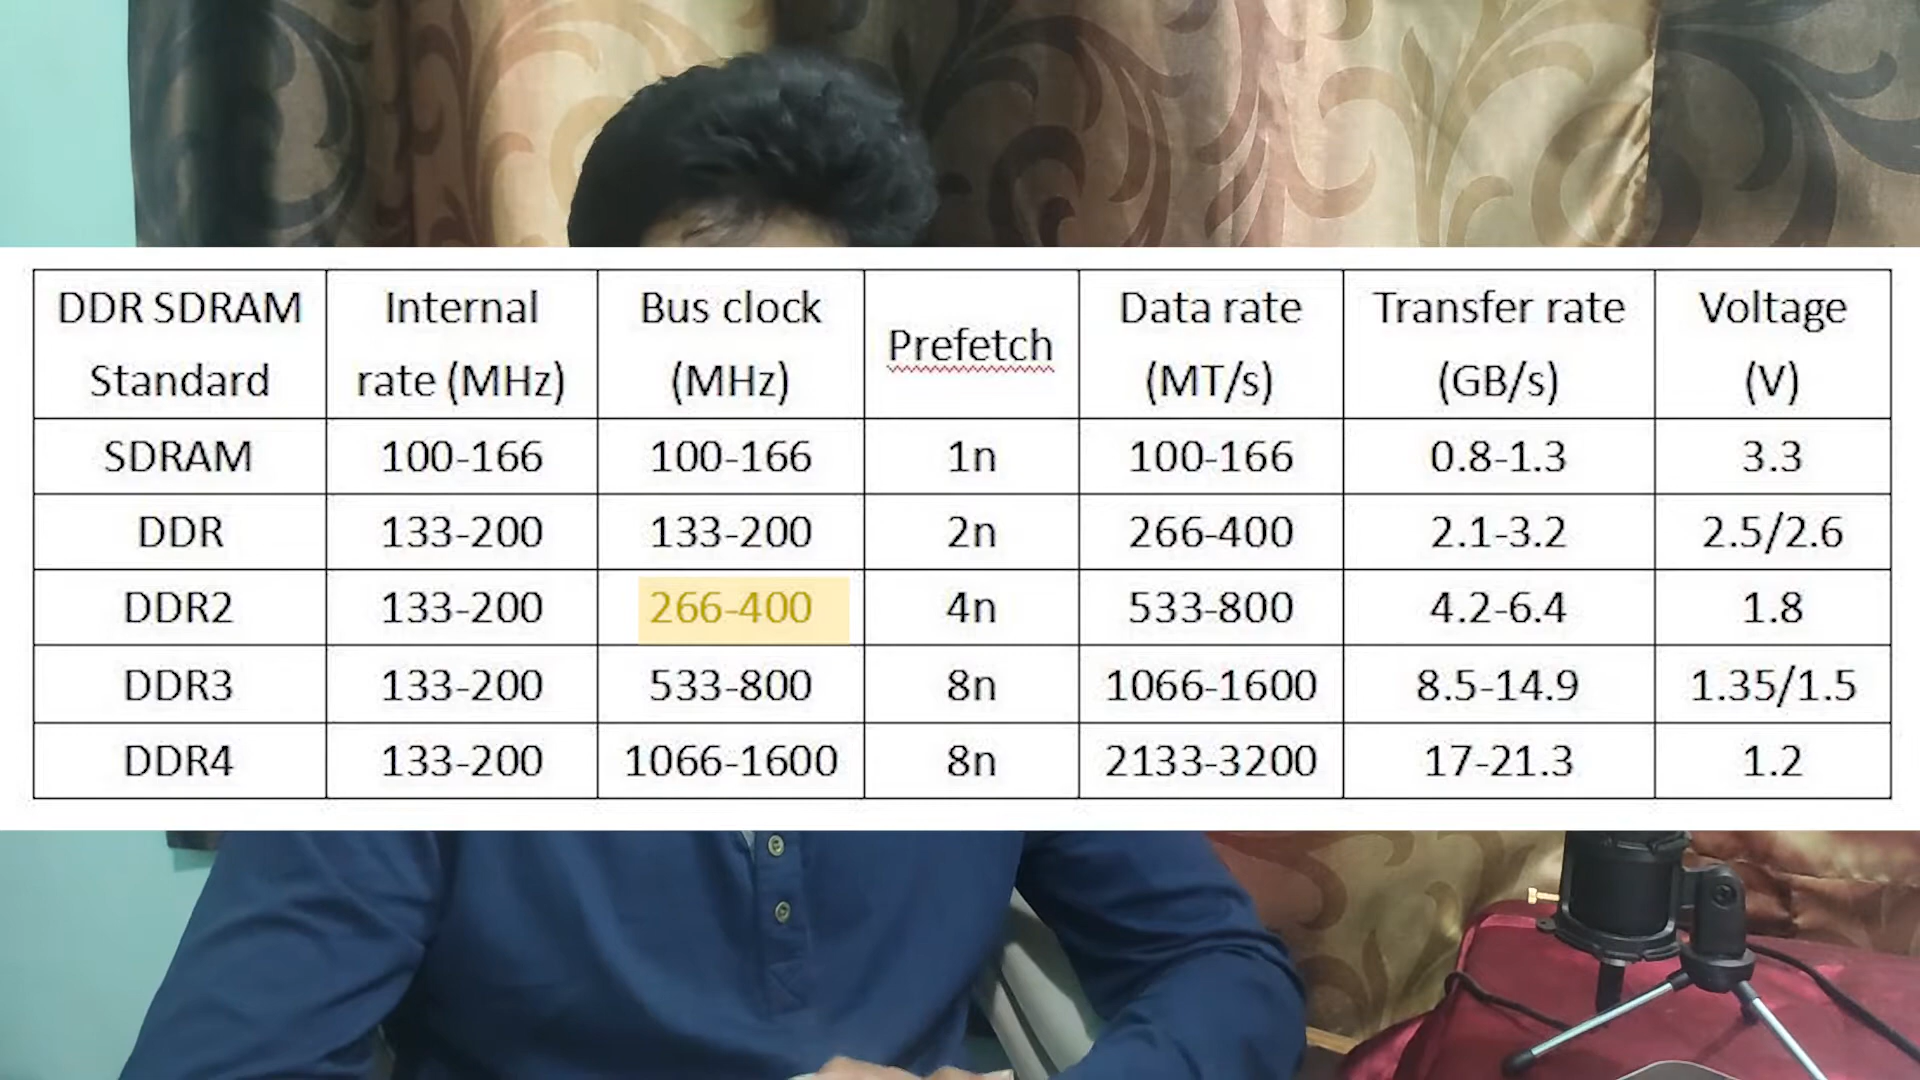 DDR SDRAM Standard Internal rate (MHz) Bus clock (MHz) Prefetch Data rate (MT/s) Transfer rate (GB/s) Voltage (V)
SDRAM 100-166 100-166 1n 100-166 0.8-1.3 3.3
DDR 133-200 133-200 2n 266-400 2.1-3.2 2.5/2.6
DDR2 133-200 266-400 4n 533-800 4.2-6.4 1.8
DDR3 133-200 533-800 8n 1066-1600 8.5-14.9 1.35/1.5
DDR4 133-200 1066-1600 8n 2133-3200 17-21.3 1.2